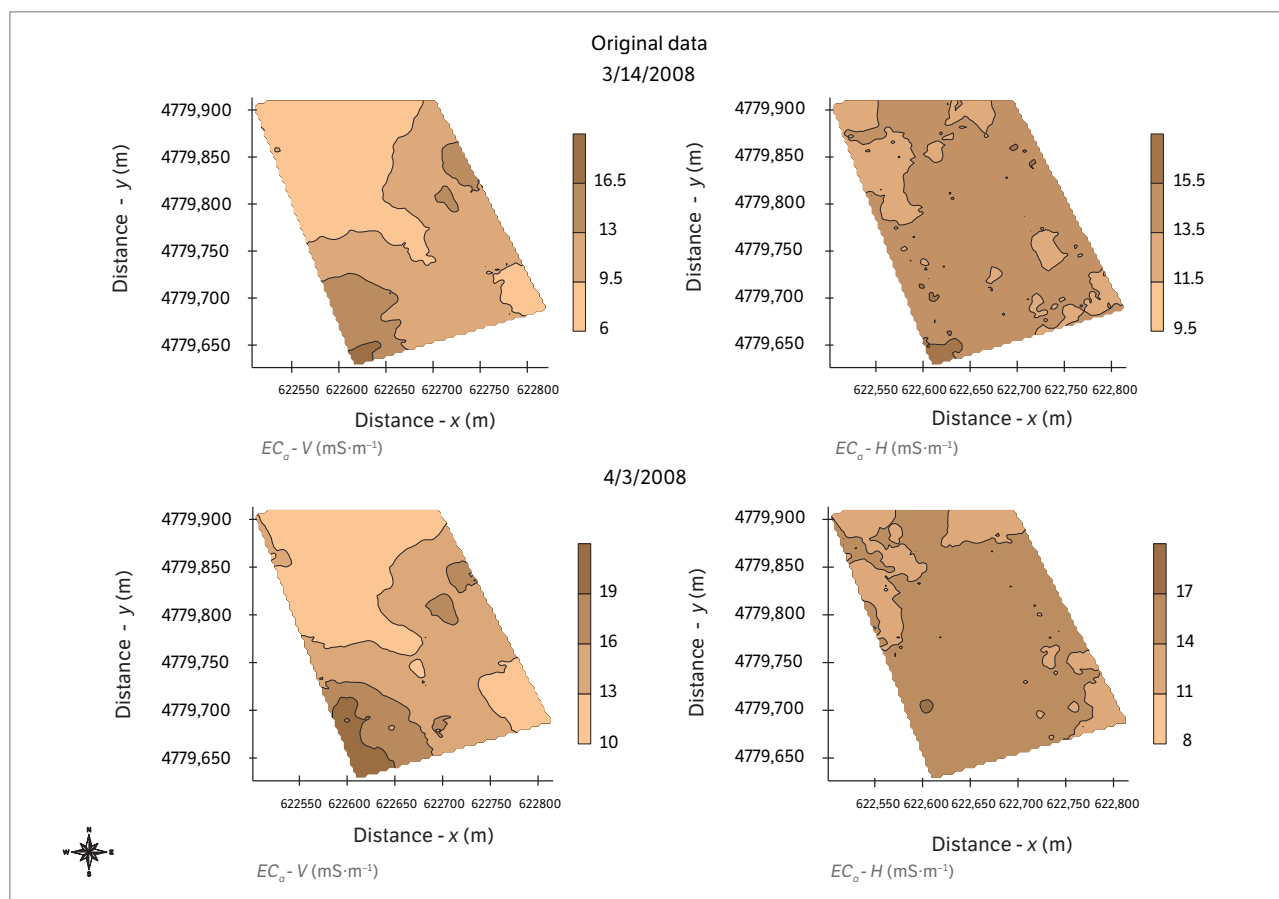 Original data
3/14/2008
Distance - y (m)
4779,900
4779,850
4779,800
4779,750
4779,700
4779,650
622550 622600 622650 622700 622750 622800
Distance - x (m)
ECa - V (mS·m⁻¹)
16.5
13
9.5
6
Distance - y (m)
4779,900
4779,850
4779,800
4779,750
4779,700
4779,650
622,550 622,600 622,650 622,700 622,750 622,800
Distance - x (m)
ECa - H (mS·m⁻¹)
15.5
13.5
11.5
9.5
4/3/2008
Distance - y (m)
4779,900
4779,850
4779,800
4779,750
4779,700
4779,650
622550 622600 622650 622700 622750 622800
Distance - x (m)
ECa - V (mS·m⁻¹)
19
16
13
10
Distance - y (m)
4779,900
4779,850
4779,800
4779,750
4779,700
4779,650
622,550 622,600 622,650 622,700 622,750 622,800
Distance - x (m)
ECa - H (mS·m⁻¹)
17
14
11
8
N
W E
S